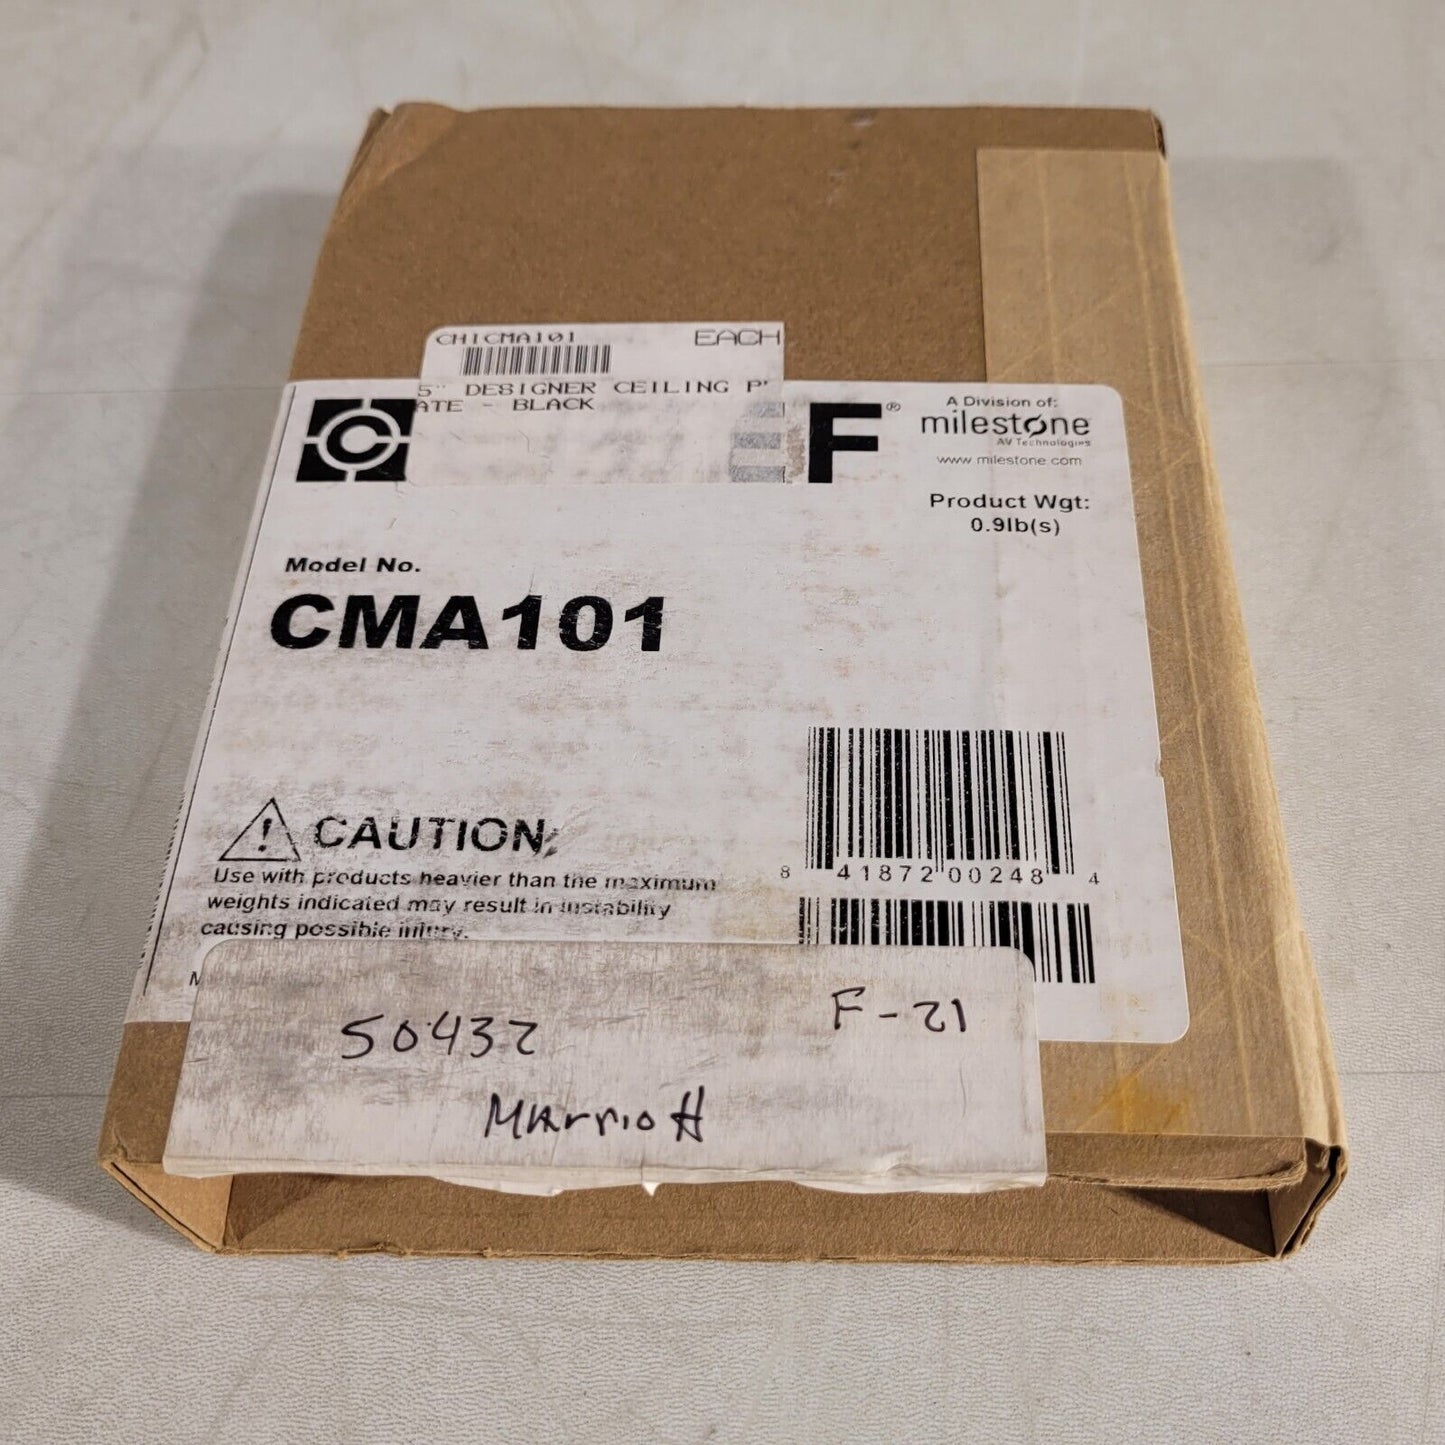 CHICMA101 EACH
5" DESIGNER CEILING P
ATE - BLACK
C F®
A Division of:
milestone
AV Technologies
www.milestone.com
Product Wgt:
0.9lb(s)
Model No.
CMA101
CAUTION:
Use with products heavier than the maximum
weights indicated may result in instability
causing possible injury.
8 41872 00248 4
50432 F-21
Marriott